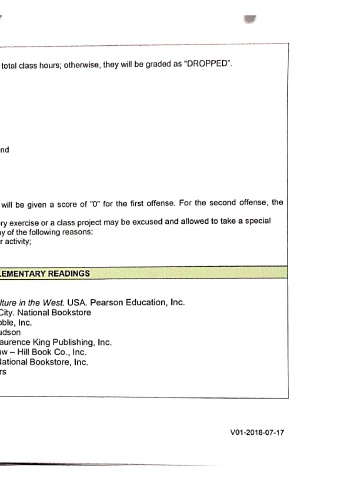 total class hours; otherwise, they will be graded as "DROPPED".
nd
will be given a score of "0" for the first offense. For the second offense, the
ry exercise or a class project may be excused and allowed to take a special
y of the following reasons:
r activity;
LEMENTARY READINGS
lture in the West. USA. Pearson Education, Inc.
City. National Bookstore
oble, Inc.
udson
aurence King Publishing, Inc.
aw – Hill Book Co., Inc.
National Bookstore, Inc.
rs
V01-2018-07-17